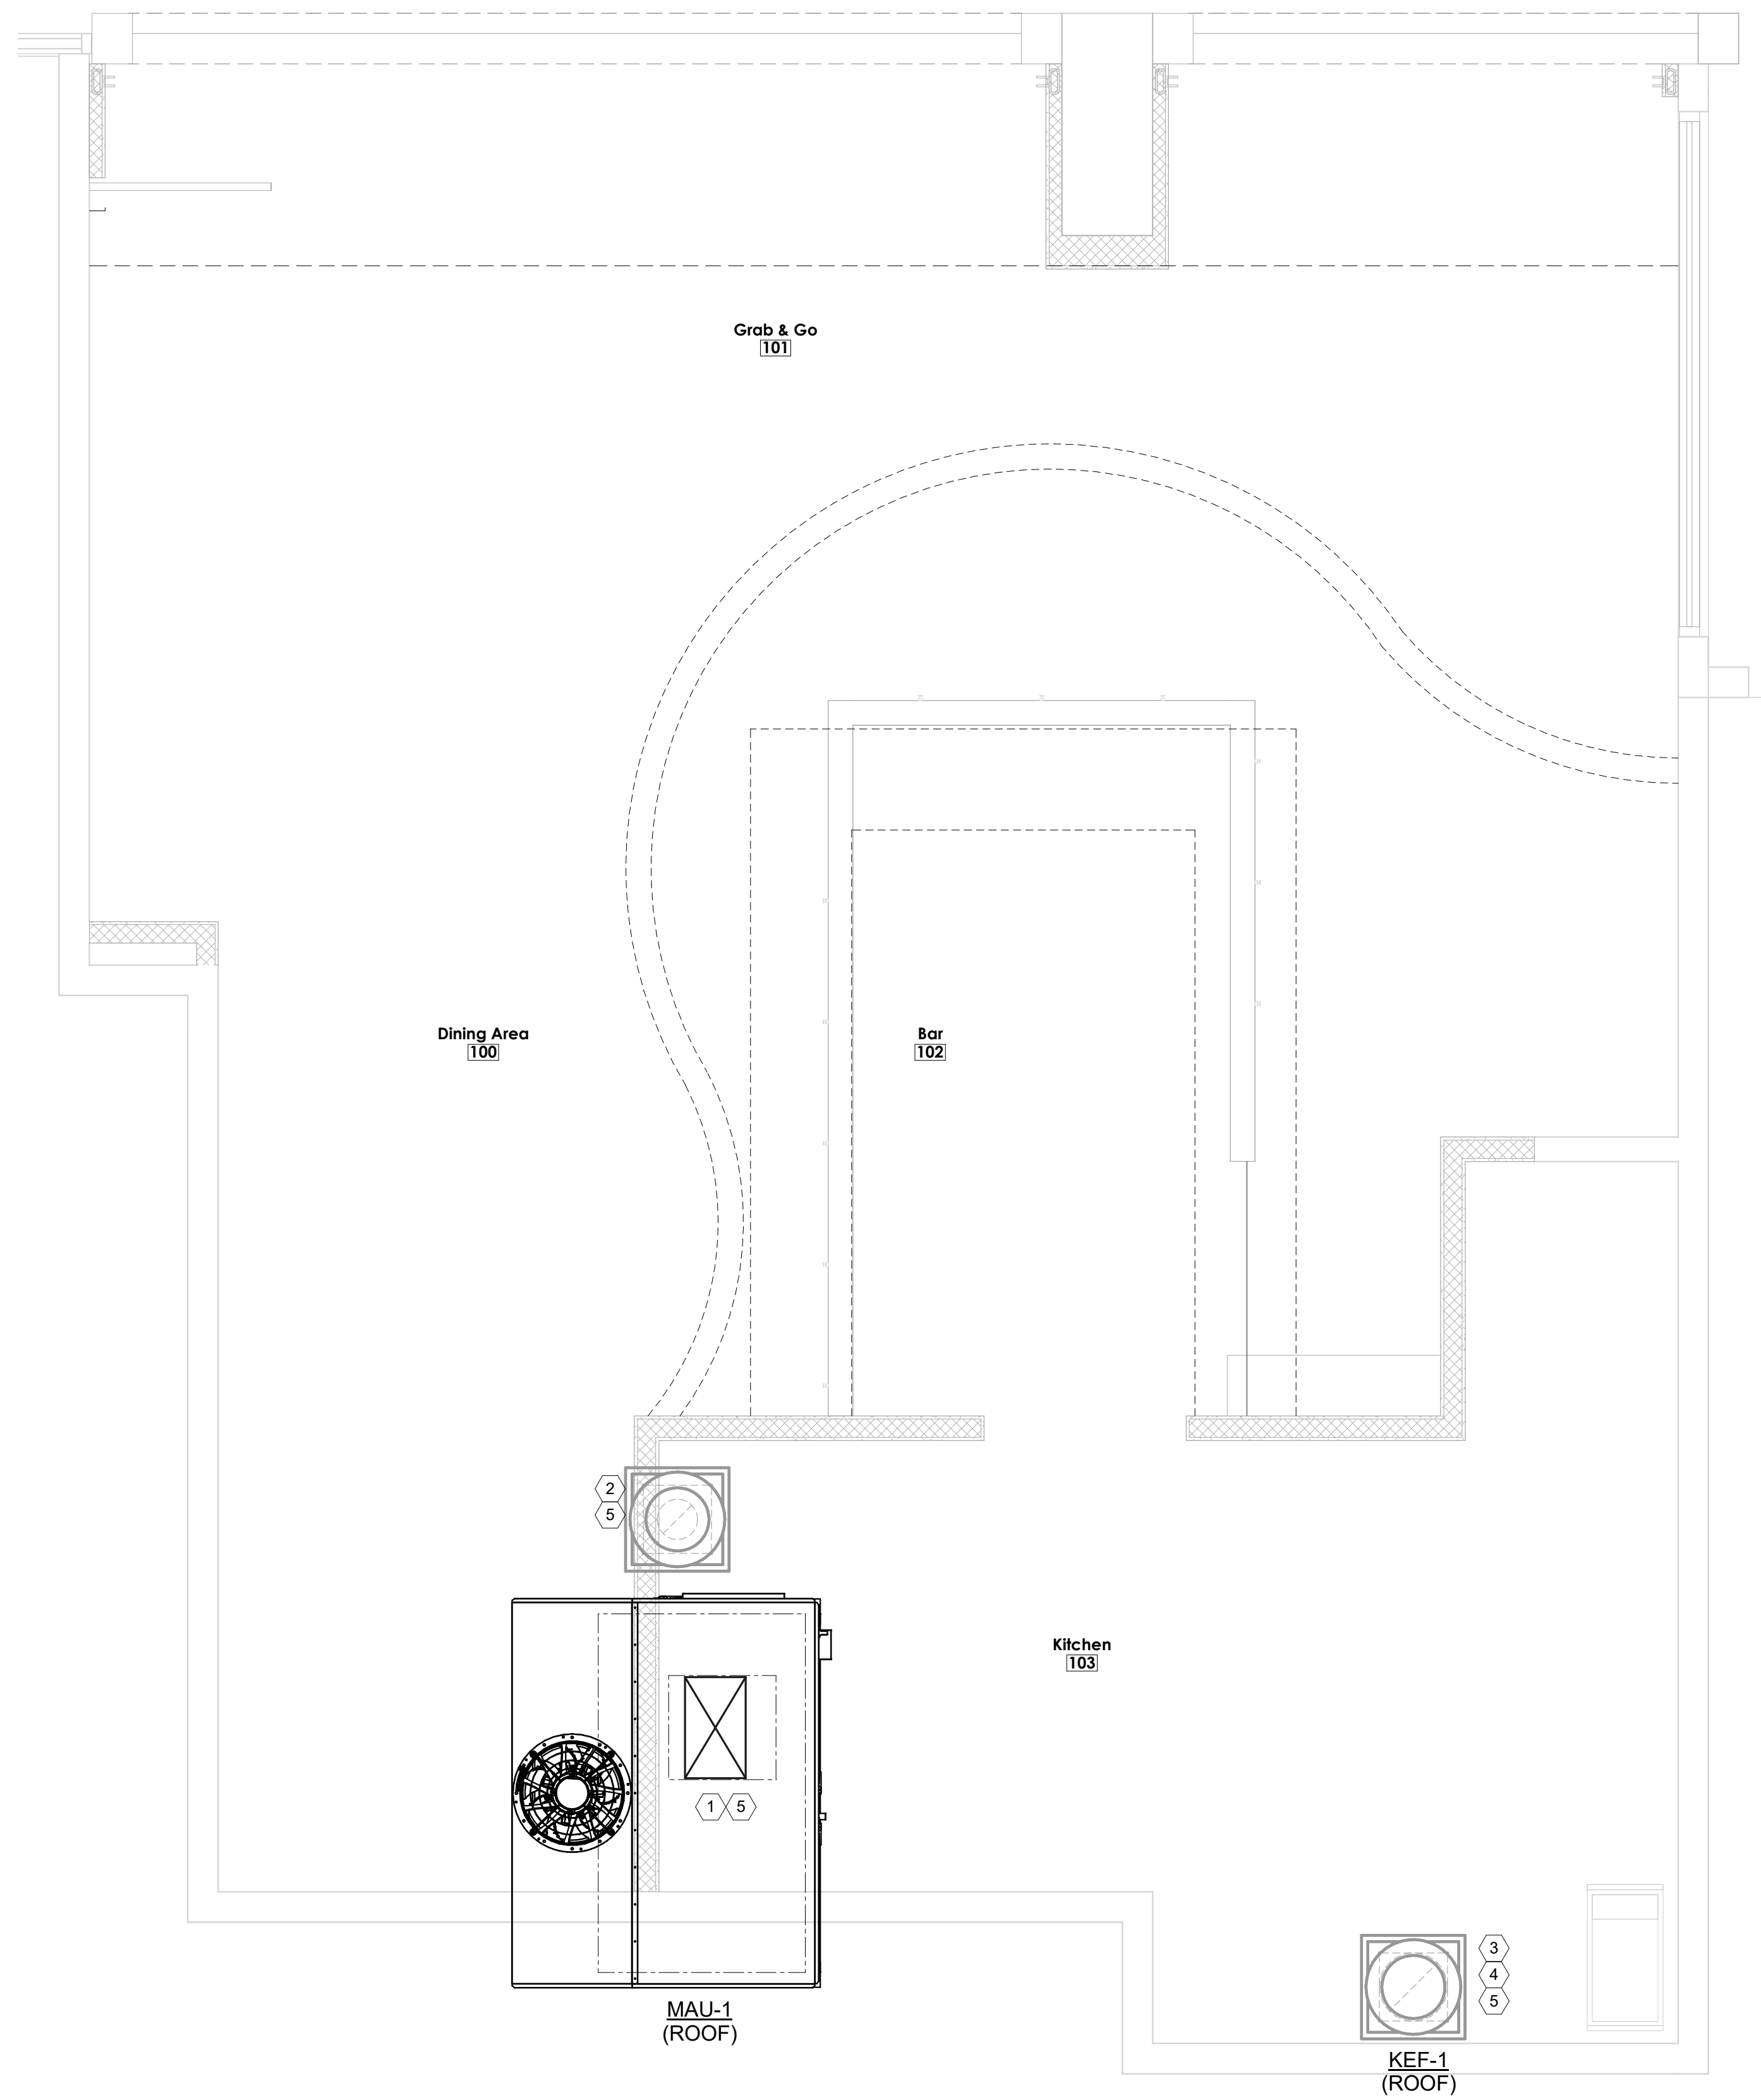 Grab & Go
101
Dining Area
100
Bar
102
2
5
Kitchen
103
1 5
3
4
5
MAU-1
(ROOF)
KEF-1
(ROOF)